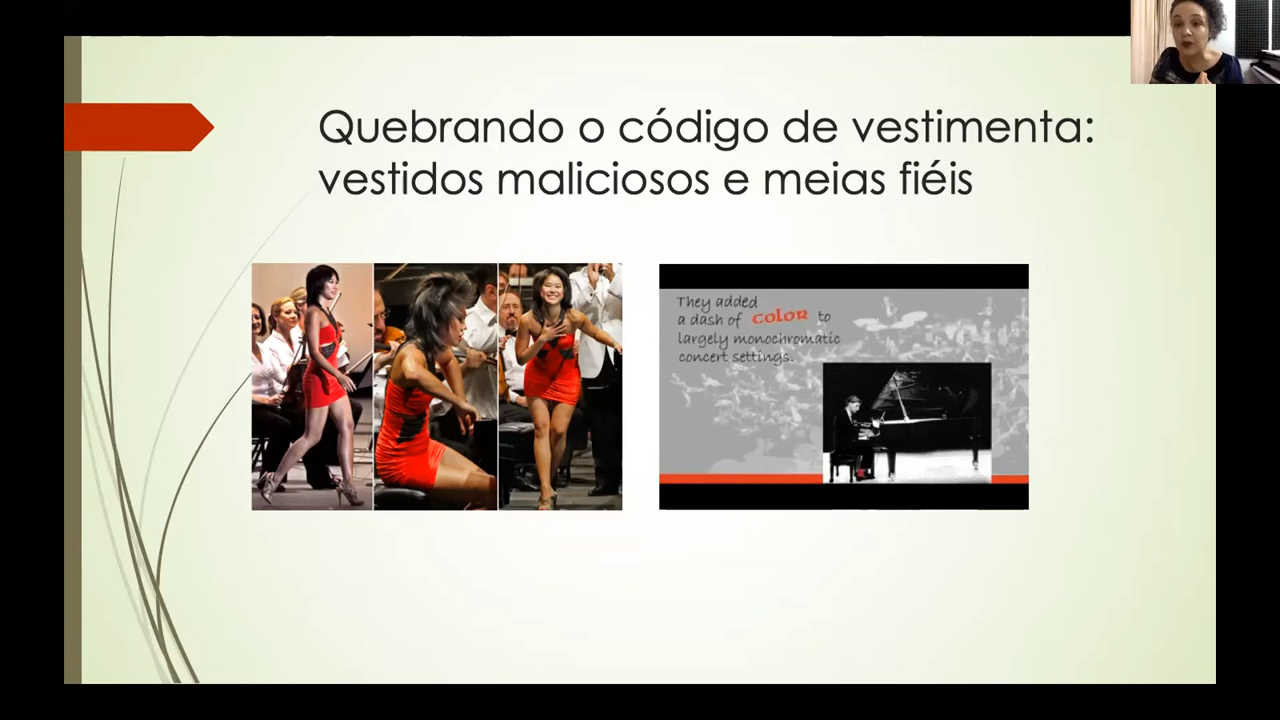 Quebrando o código de vestimenta:
vestidos maliciosos e meias fiéis
They added
a dash of color to
largely monochromatic
concert settings.